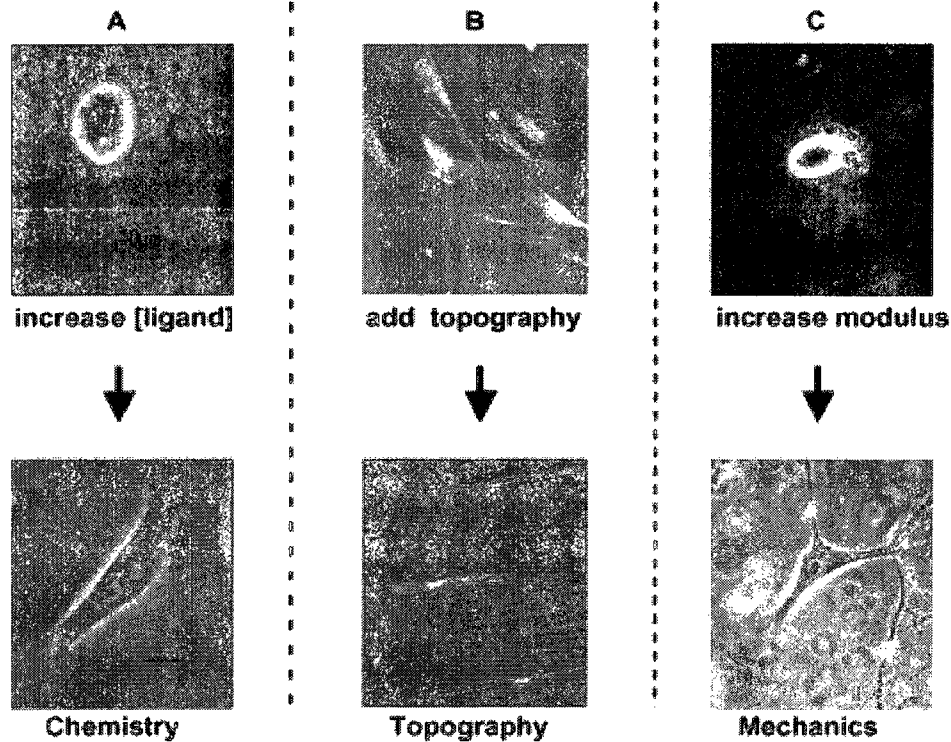 A
B
C
increase [ligand]
add topography
increase modulus
Chemistry
Topography
Mechanics